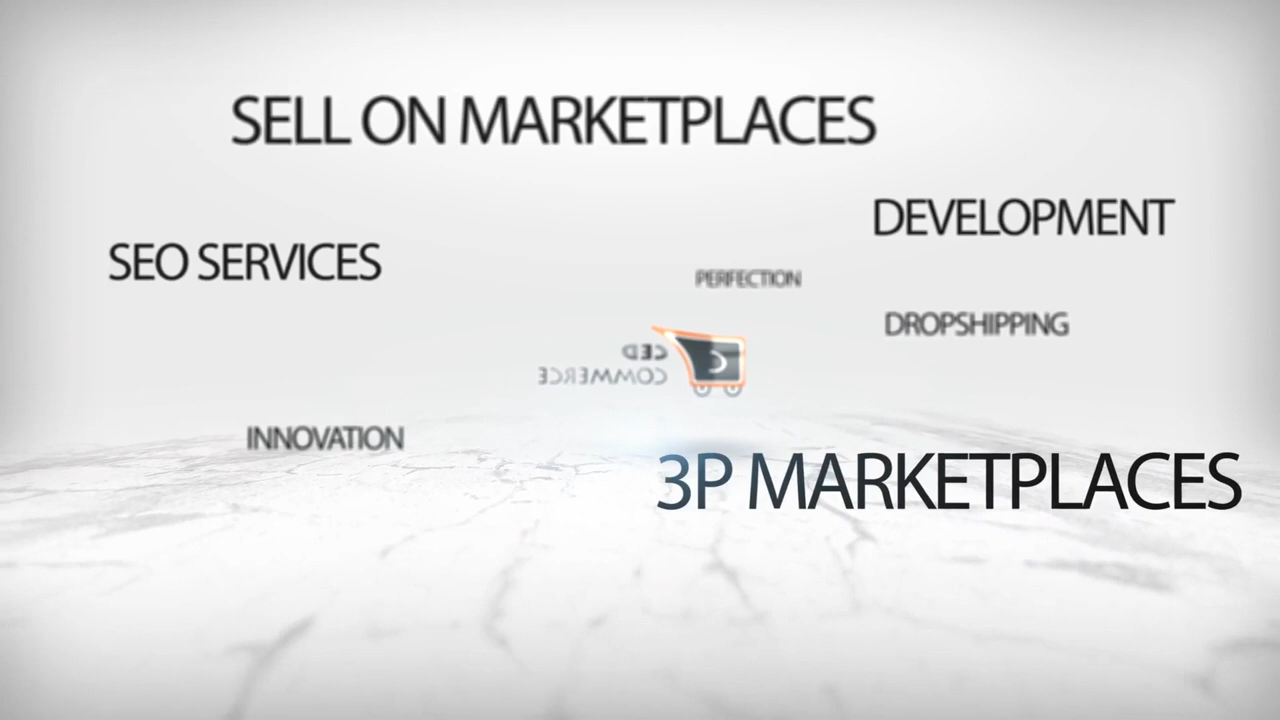 SELL ON MARKETPLACES
DEVELOPMENT
SEO SERVICES
PERFECTION
DROPSHIPPING
CED
COMMERCE
INNOVATION
3P MARKETPLACES